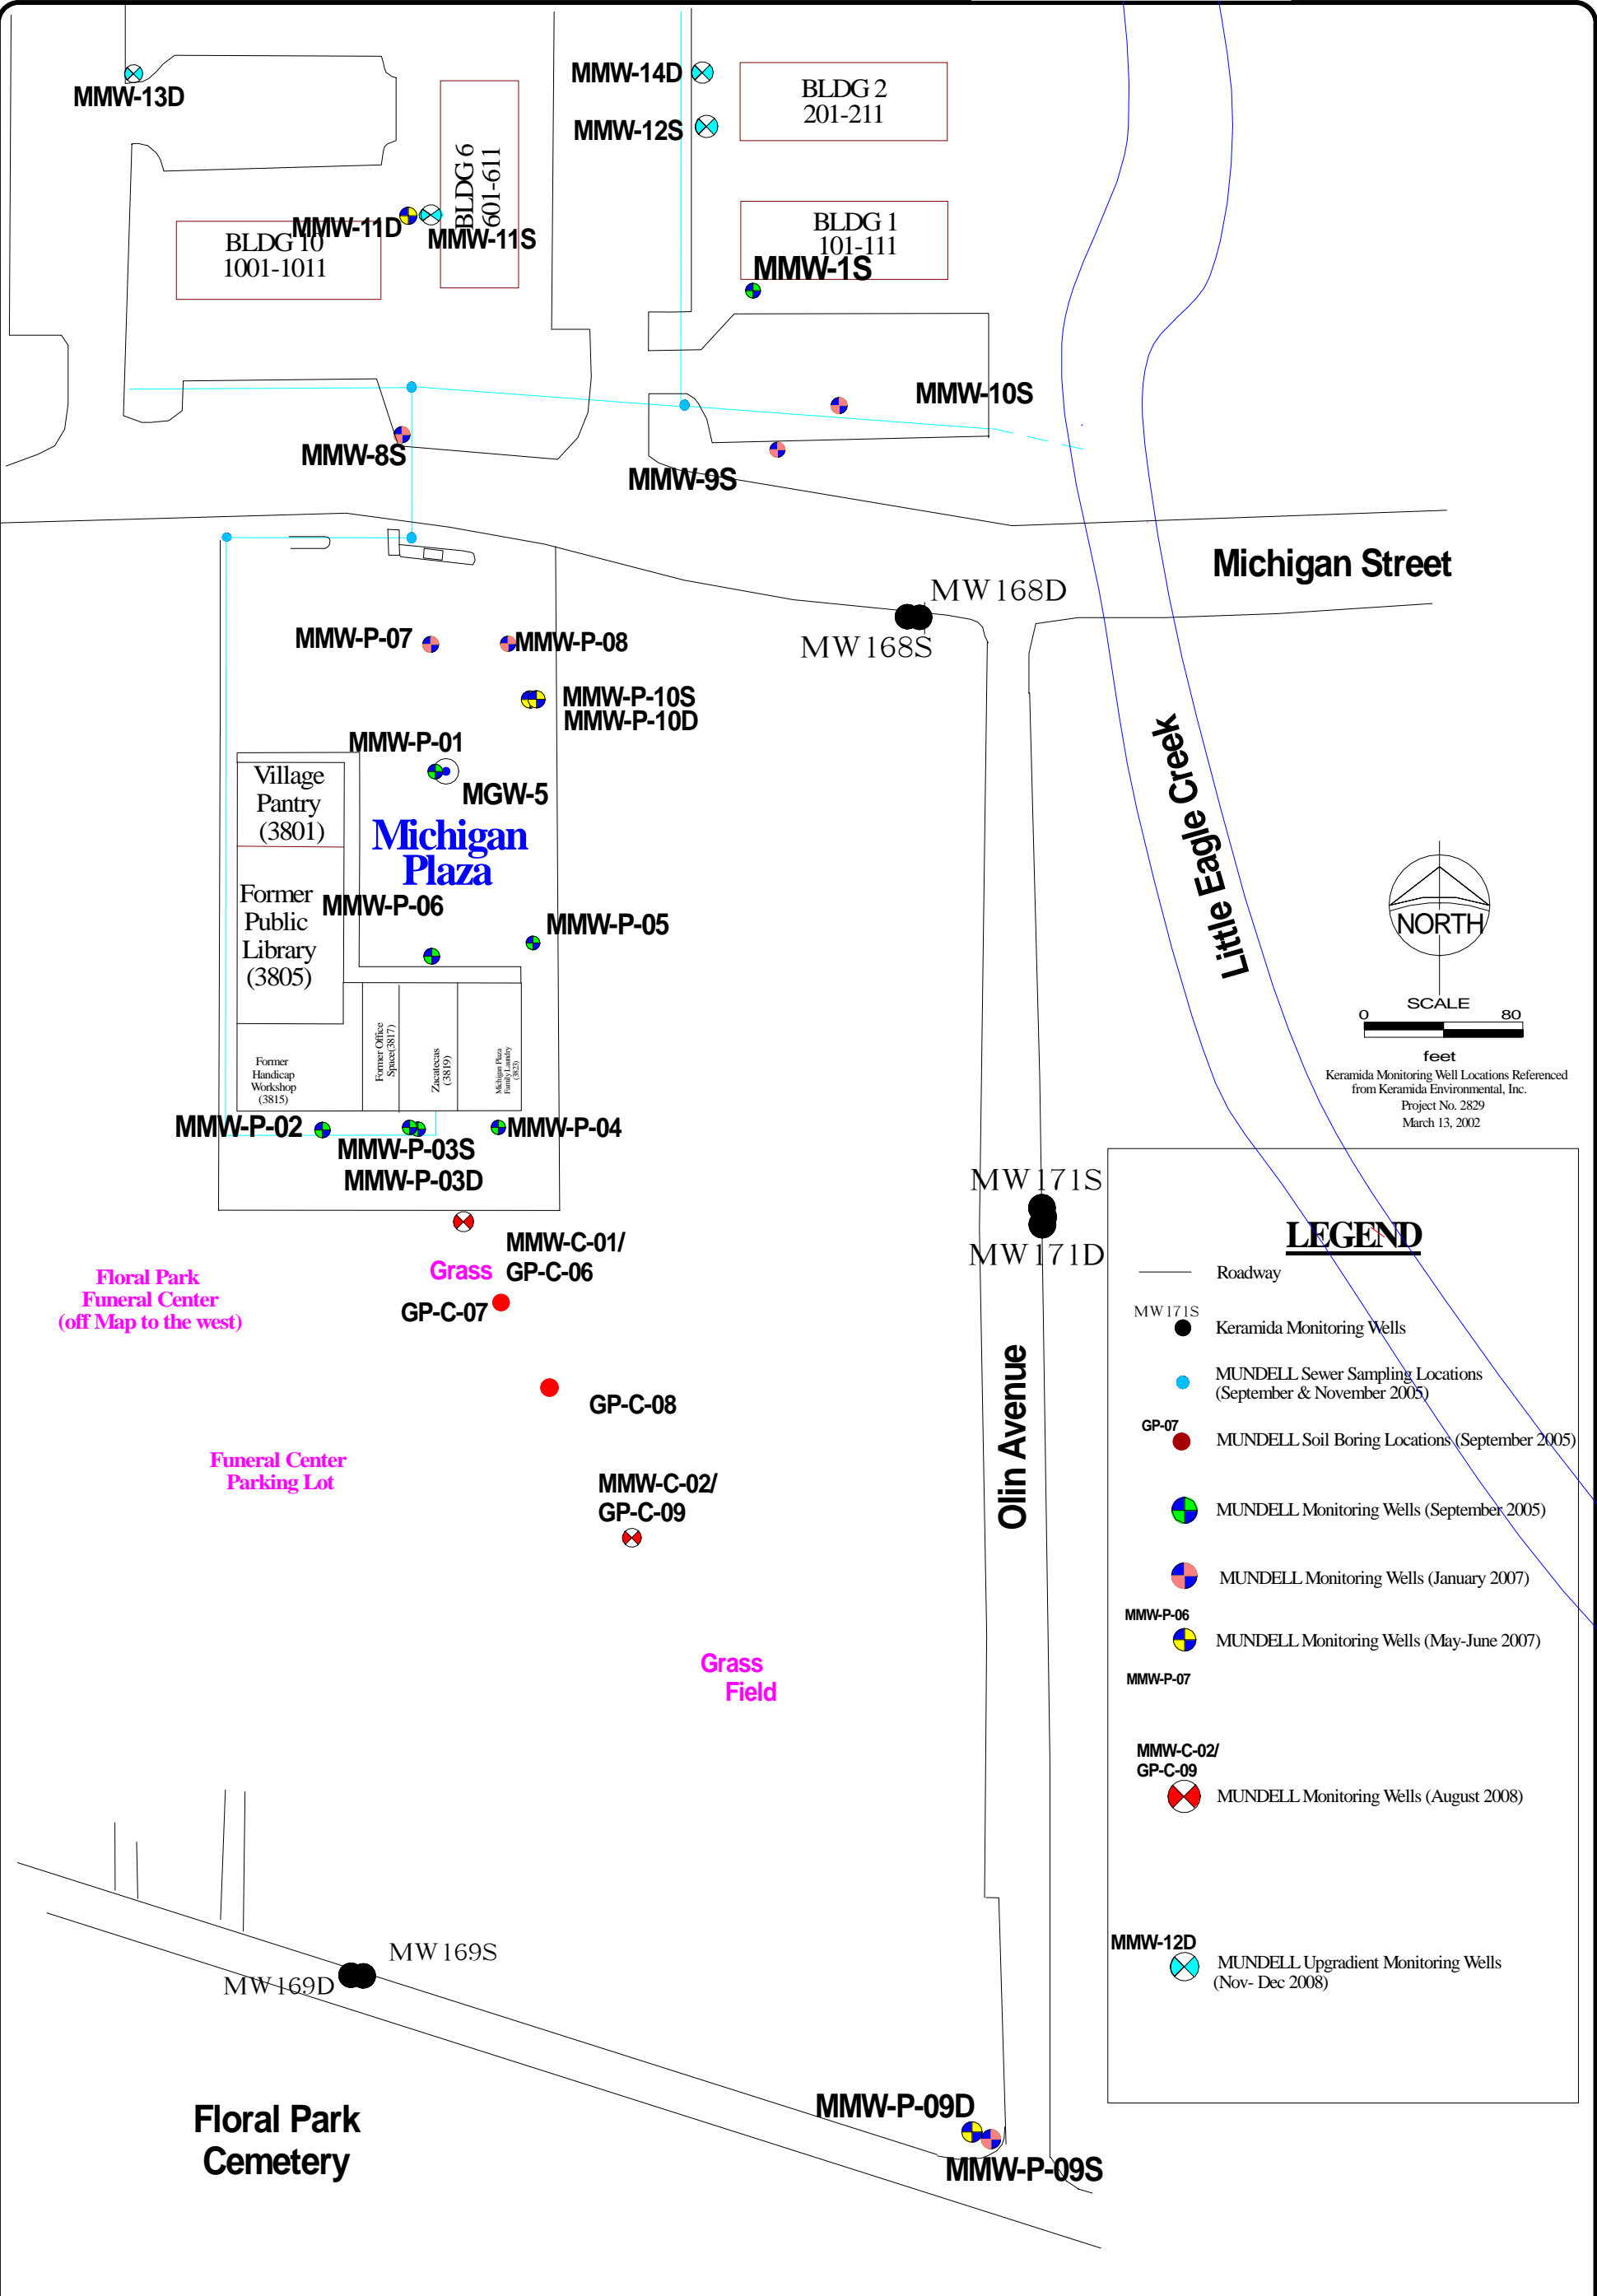 MMW-13D
MMW-14D
MMW-12S
BLDG 2
201-211
BLDG 6
601-611
MMW-11D
MMW-11S
BLDG 10
1001-1011
BLDG 1
101-111
MMW-1S
MMW-10S
MMW-8S
MMW-9S
Michigan Street
MW168D
MW168S
MMW-P-07
MMW-P-08
MMW-P-10S
MMW-P-10D
MMW-P-01
MGW-5
Village
Pantry
(3801)
Michigan
Plaza
Former
Public
Library
(3805)
MMW-P-06
MMW-P-05
Little Eagle Creek
NORTH
SCALE
0 80
feet
Keramida Monitoring Well Locations Referenced
from Keramida Environmental, Inc.
Project No. 2829
March 13, 2002
Former
Handicap
Workshop
(3815)
Former Office
Space(3817)
Zacatecas
(3819)
Michigan Plaza
Family Laundry
(3823)
MMW-P-02
MMW-P-03S
MMW-P-03D
MMW-P-04
MW171S
MW171D
MMW-C-01/
GP-C-06
Grass
GP-C-07
Floral Park
Funeral Center
(off Map to the west)
GP-C-08
Olin Avenue
Funeral Center
Parking Lot
MMW-C-02/
GP-C-09
Grass
Field
LEGEND
Roadway
MW171S
Keramida Monitoring Wells
MUNDELL Sewer Sampling Locations
(September & November 2005)
GP-07
MUNDELL Soil Boring Locations (September 2005)
MUNDELL Monitoring Wells (September 2005)
MUNDELL Monitoring Wells (January 2007)
MMW-P-06
MUNDELL Monitoring Wells (May-June 2007)
MMW-P-07
MMW-C-02/
GP-C-09
MUNDELL Monitoring Wells (August 2008)
MMW-12D
MUNDELL Upgradient Monitoring Wells
(Nov- Dec 2008)
MW169S
MW169D
Floral Park
Cemetery
MMW-P-09D
MMW-P-09S